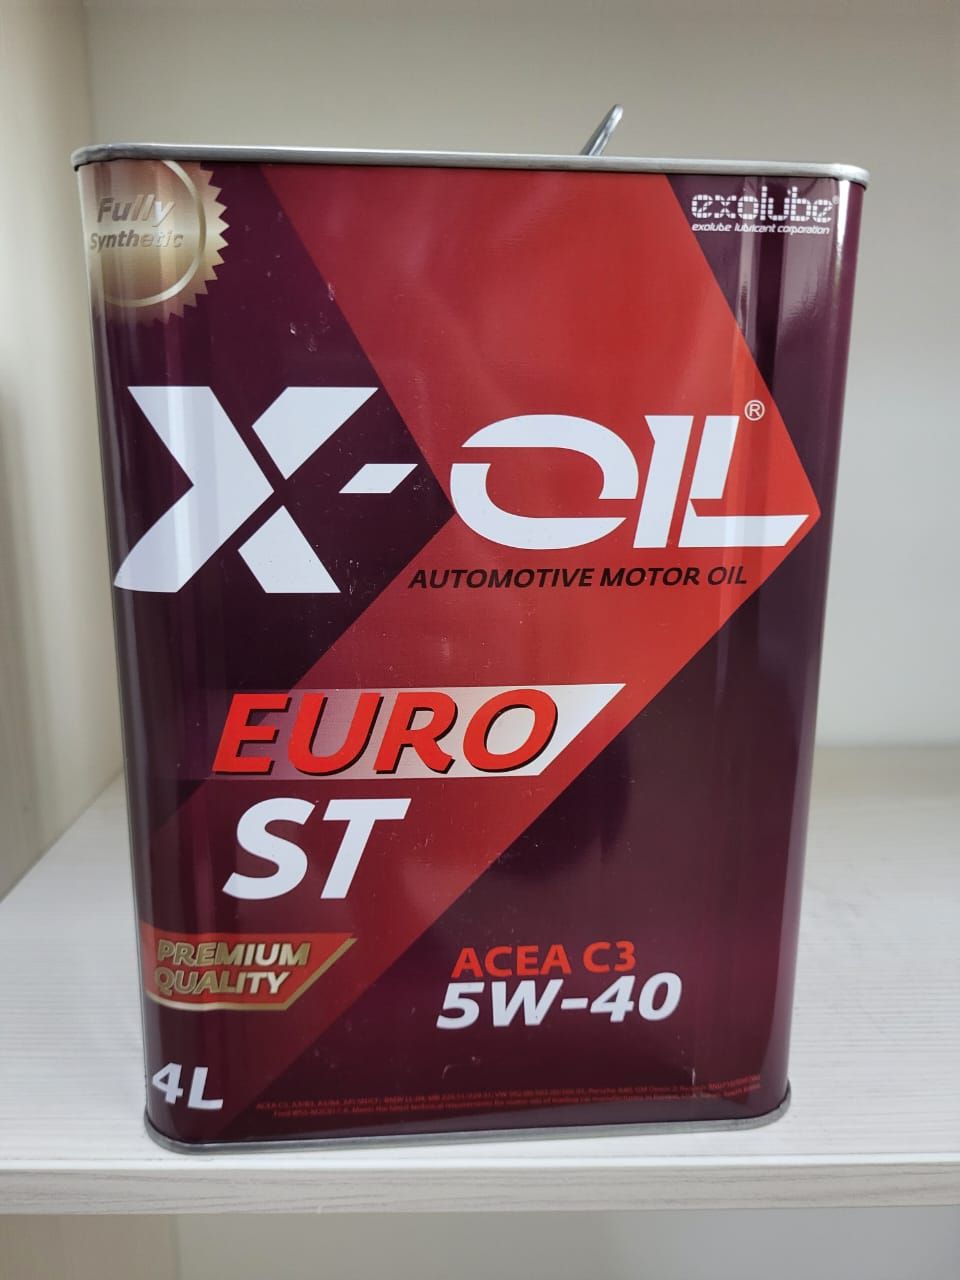 Fully
Synthetic
exolube®
exolube lubricant corporation
X-OIL®
AUTOMOTIVE MOTOR OIL
EURO
ST
PREMIUM
QUALITY
ACEA C3
5W-40
4L